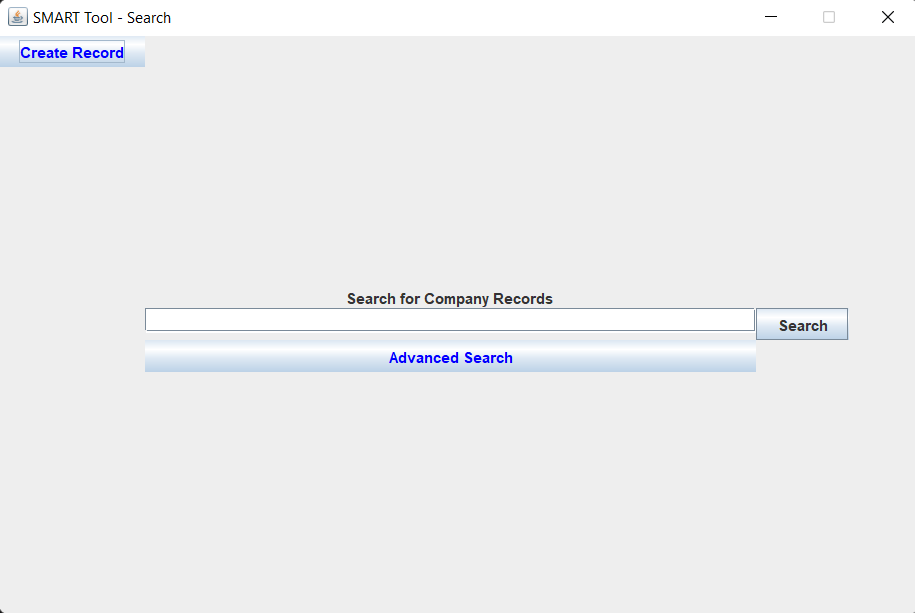 SMART Tool - Search
Create Record
Search for Company Records
Search
Advanced Search